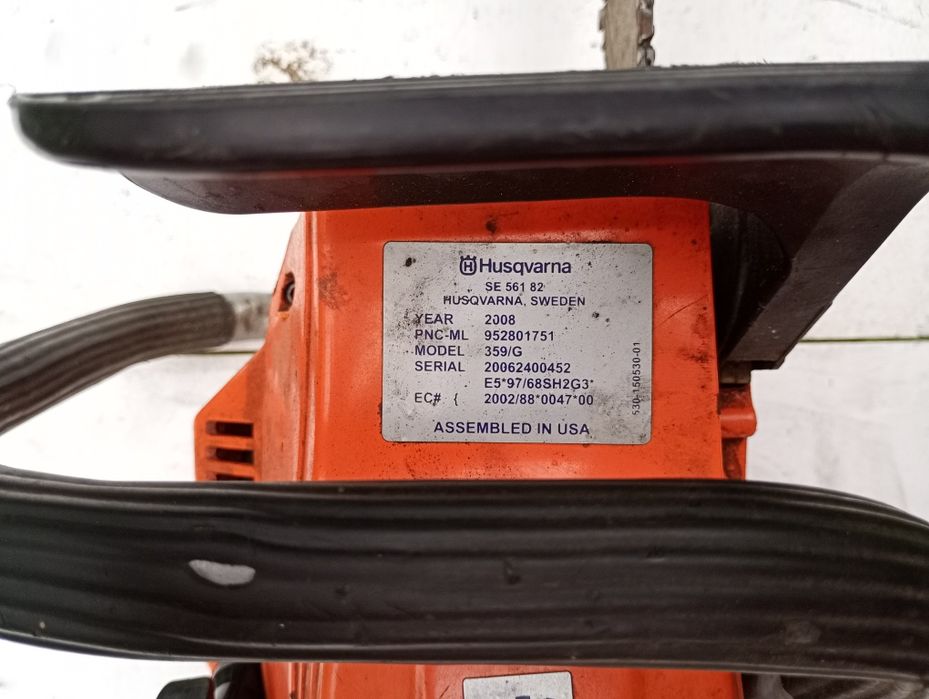 Husqvarna
SE 561 82
HUSQVARNA, SWEDEN
YEAR 2008
PNC-ML 952801751
MODEL 359/G
SERIAL 20062400452
E5*97/68SH2G3*
EC# { 2002/88*0047*00
ASSEMBLED IN USA
530-150530-01